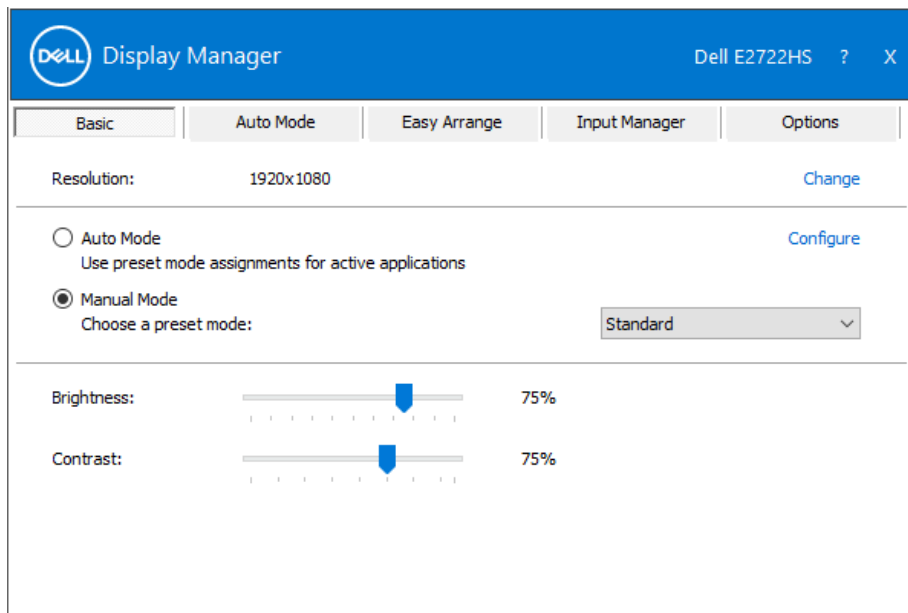 DELL Display Manager Dell E2722HS ? X
Basic Auto Mode Easy Arrange Input Manager Options
Resolution: 1920x1080 Change
Auto Mode Configure
Use preset mode assignments for active applications
Manual Mode
Choose a preset mode: Standard
Brightness: 75%
Contrast: 75%